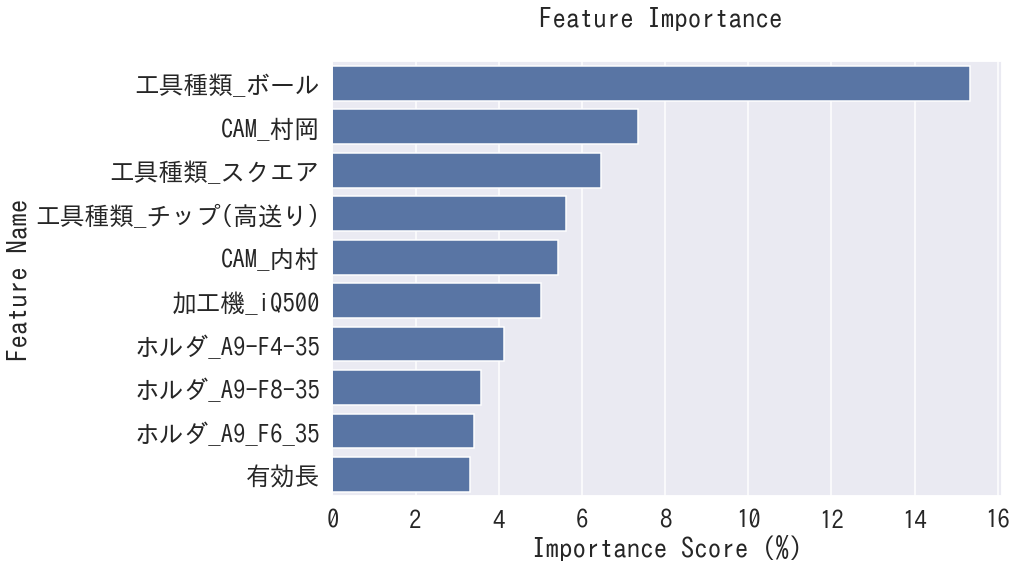 Feature Importance
工具種類_ボール
CAM_村岡
工具種類_スクエア
工具種類_チップ(高送り)
CAM_内村
加工機_iQ500
ホルダ_A9-F4-35
ホルダ_A9-F8-35
ホルダ_A9_F6_35
有効長
Feature Name
0 2 4 6 8 10 12 14 16
Importance Score (%)